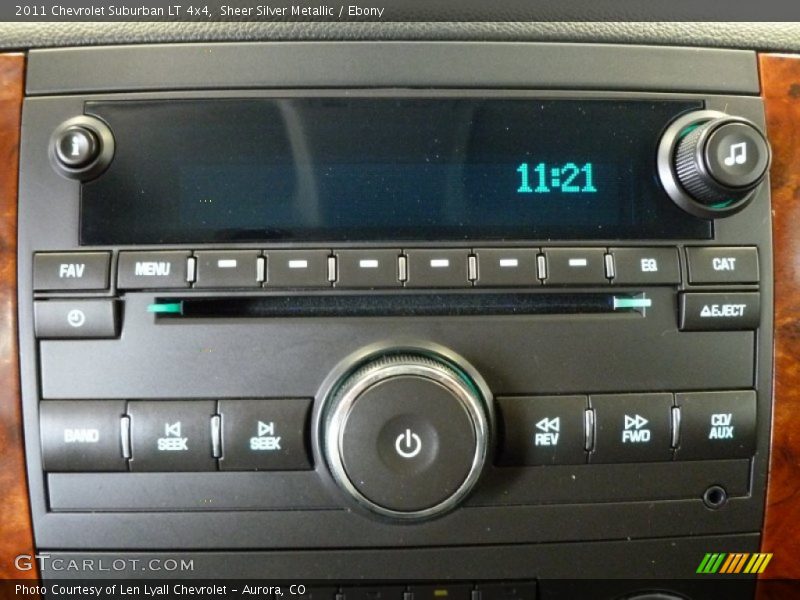 2011 Chevrolet Suburban LT 4x4, Sheer Silver Metallic / Ebony
i
11:21
FAV MENU EQ CAT
≜EJECT
BAND SEEK SEEK REV FWD CD/AUX
GTCARLOT.COM
Photo Courtesy of Len Lyall Chevrolet - Aurora, CO